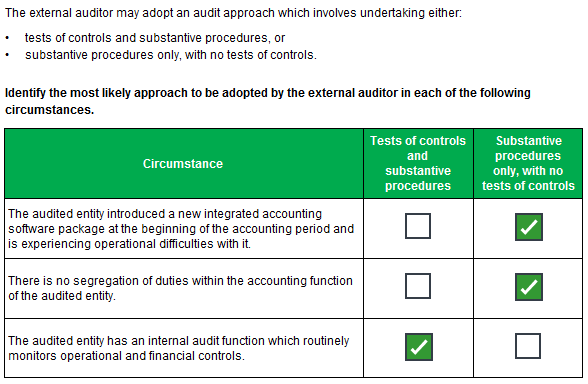 The external auditor may adopt an audit approach which involves undertaking either:
• tests of controls and substantive procedures, or
• substantive procedures only, with no tests of controls.
Identify the most likely approach to be adopted by the external auditor in each of the following
circumstances.
Circumstance
Tests of controls
and
substantive
procedures
Substantive
procedures
only, with no
tests of controls
The audited entity introduced a new integrated accounting
software package at the beginning of the accounting period and
is experiencing operational difficulties with it.
There is no segregation of duties within the accounting function
of the audited entity.
The audited entity has an internal audit function which routinely
monitors operational and financial controls.